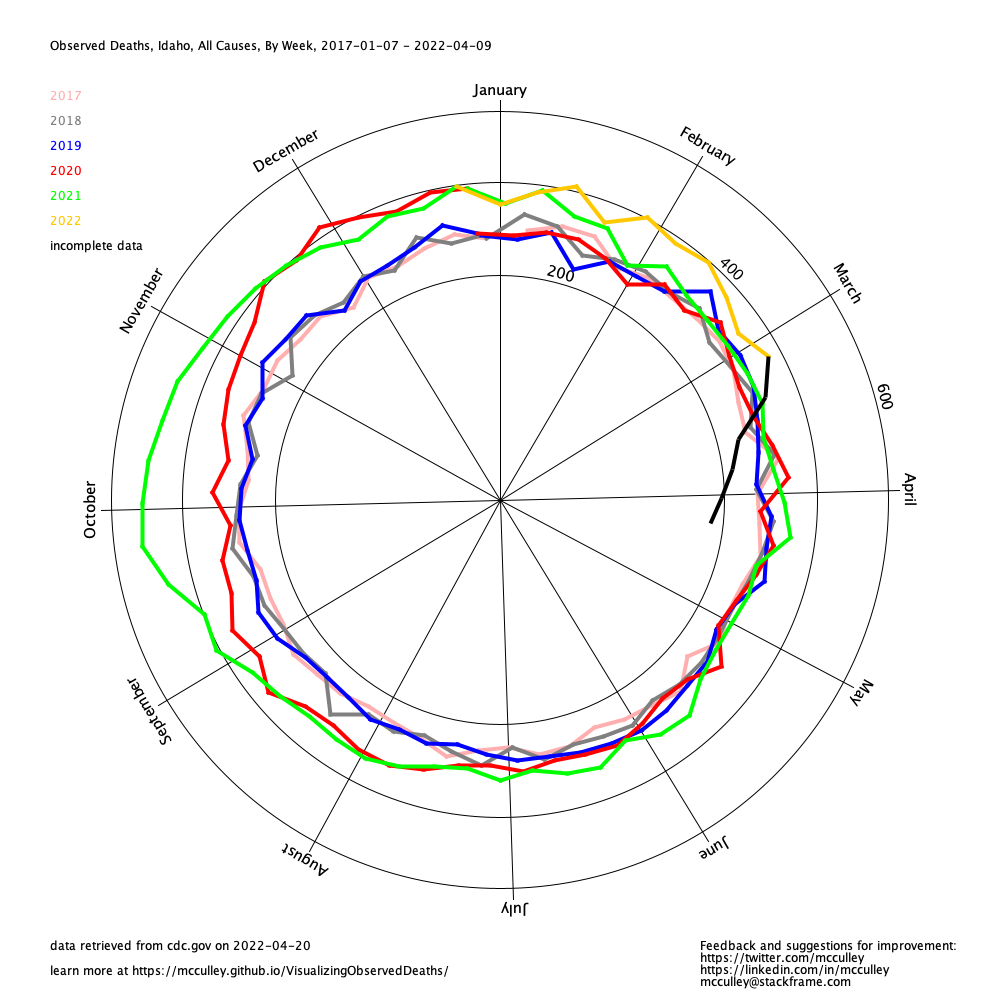 Observed Deaths, Idaho, All Causes, By Week, 2017-01-07 - 2022-04-09
January
2017
2018
2019
2020
2021
2022
incomplete data
December
February
200
400
November
March
600
October
April
September
May
August
June
July
data retrieved from cdc.gov on 2022-04-20
learn more at https://mcculley.github.io/VisualizingObservedDeaths/
Feedback and suggestions for improvement:
https://twitter.com/mcculley
https://linkedin.com/in/mcculley
mcculley@stackframe.com